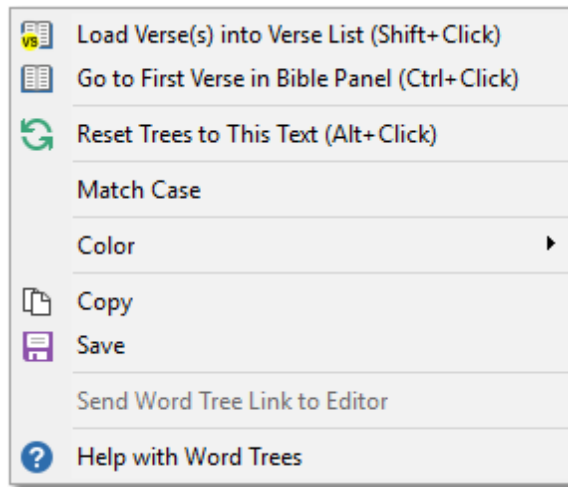 VS
Load Verse(s) into Verse List (Shift+Click)
Go to First Verse in Bible Panel (Ctrl+Click)
Reset Trees to This Text (Alt+Click)
Match Case
Color
Copy
Save
Send Word Tree Link to Editor
?
Help with Word Trees